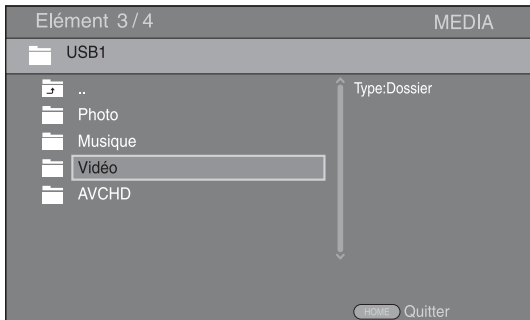 Elément 3 / 4 MEDIA
USB1
..
Type:Dossier
Photo
Musique
Vidéo
AVCHD
HOME Quitter